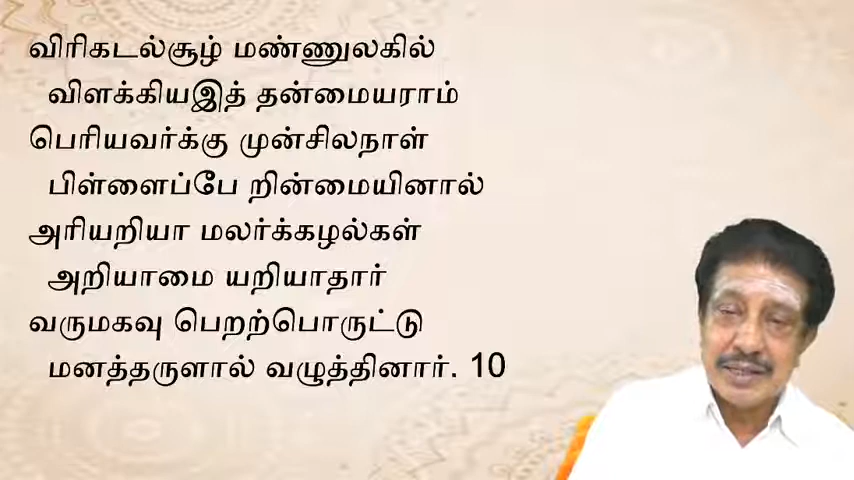 விரிகடல்சூழ் மண்ணுலகில்
விளக்கியஇத் தன்மையராம்
பெரியவர்க்கு முன்சிலநாள்
பிள்ளைப்பே றின்மையினால்
அரியறியா மலர்க்கழல்கள்
அறியாமை யறியாதார்
வருமகவு பெறற்பொருட்டு
மனத்தருளால் வழுத்தினார். 10